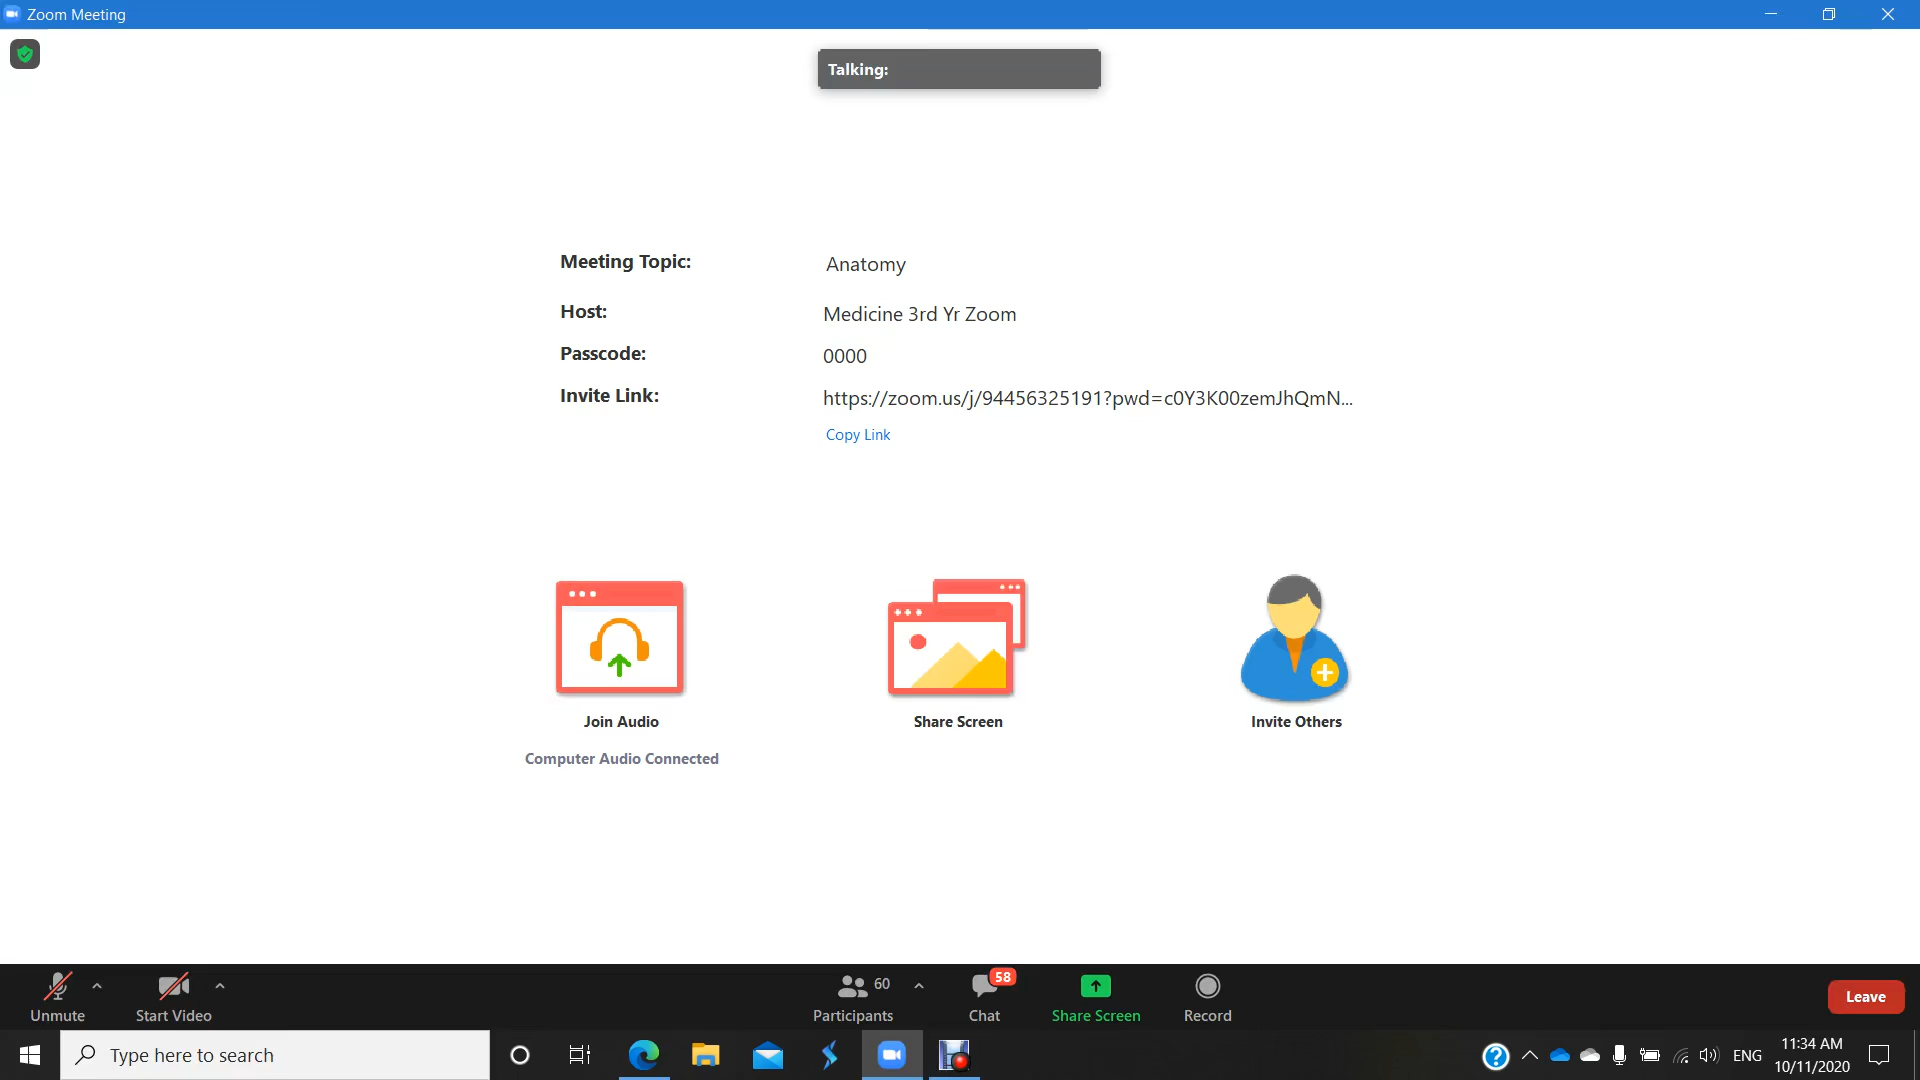 Zoom Meeting
Talking:
Meeting Topic: Anatomy
Host: Medicine 3rd Yr Zoom
Passcode: 0000
Invite Link: https://zoom.us/j/94456325191?pwd=c0Y3K00zemJhQmN...
Copy Link
Join Audio Share Screen Invite Others
Computer Audio Connected
60 58
Unmute Start Video Participants Chat Share Screen Record Leave
Type here to search ENG 11:34 AM
10/11/2020